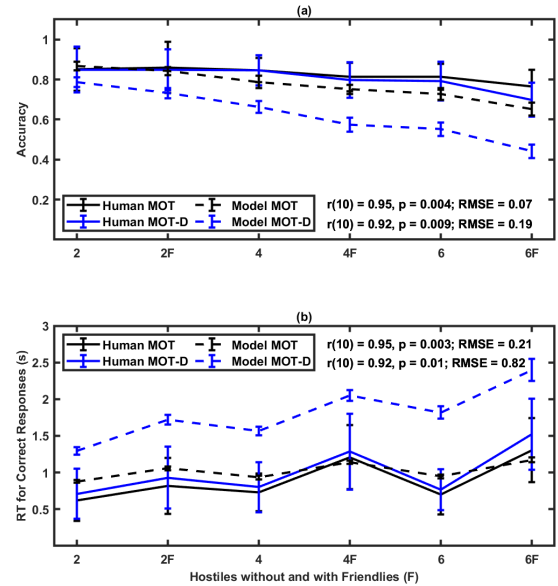 (a)
1
0.8
0.6
0.4
0.2
Accuracy
Human MOT Model MOT
Human MOT-D Model MOT-D
r(10) = 0.95, p = 0.004; RMSE = 0.07
r(10) = 0.92, p = 0.009; RMSE = 0.19
2 2F 4 4F 6 6F
(b)
3
2.5
2
1.5
1
0.5
RT for Correct Responses (s)
Human MOT Model MOT
Human MOT-D Model MOT-D
r(10) = 0.95, p = 0.003; RMSE = 0.21
r(10) = 0.92, p = 0.01; RMSE = 0.82
2 2F 4 4F 6 6F
Hostiles without and with Friendlies (F)